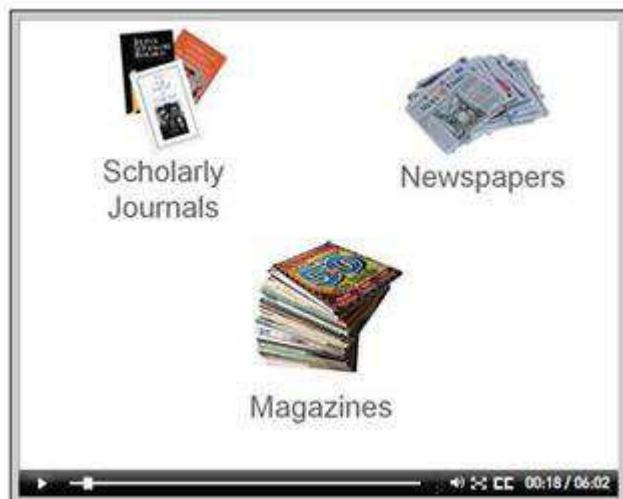 Scholarly
Journals
Newspapers
Magazines
CC 00:18 / 06:02